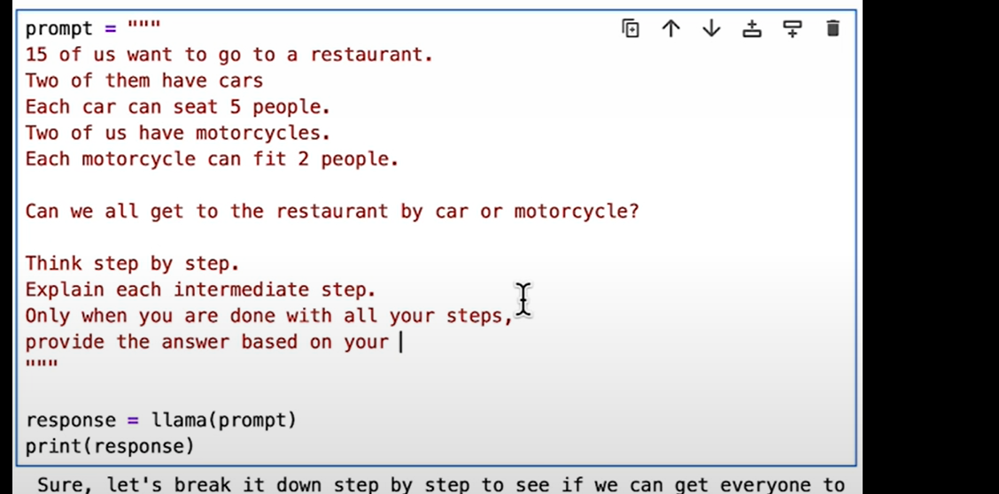 prompt = """
15 of us want to go to a restaurant.
Two of them have cars
Each car can seat 5 people.
Two of us have motorcycles.
Each motorcycle can fit 2 people.
Can we all get to the restaurant by car or motorcycle?
Think step by step.
Explain each intermediate step.
Only when you are done with all your steps,
provide the answer based on your
"""
response = llama(prompt)
print(response)
Sure, let's break it down step by step to see if we can get everyone to